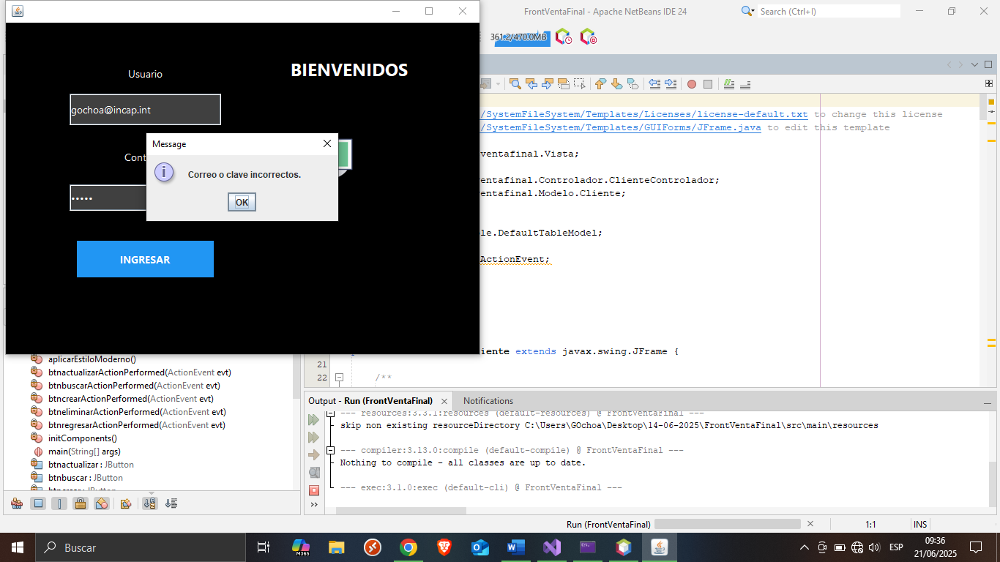 FrontVentaFinal - Apache NetBeans IDE 24
Search (Ctrl+I)
361.2/470.0MB
Usuario
BIENVENIDOS
gochoa@incap.int
Message
Cont
Correo o clave incorrectos.
OK
INGRESAR
/SystemFileSystem/Templates/Licenses/license-default.txt to change this license
/SystemFileSystem/Templates/GUIForms/JFrame.java to edit this template
ventafinal.Vista;
ventafinal.Controlador.ClienteControlador;
ventafinal.Modelo.Cliente;
le.DefaultTableModel;
ActionEvent;
iente extends javax.swing.JFrame {
21
22 /**
aplicarEstiloModerno()
btnactualizarActionPerformed(ActionEvent evt)
btnbuscarActionPerformed(ActionEvent evt)
btncrearActionPerformed(ActionEvent evt)
btneliminarActionPerformed(ActionEvent evt)
btnregresarActionPerformed(ActionEvent evt)
initComponents()
main(String[] args)
btnactualizar : JButton
btnbuscar : JButton
btncrear : JButton
Output - Run (FrontVentaFinal)
Notifications
--- resources:3.3.1:resources (default-resources) @ FrontVentaFinal ---
skip non existing resourceDirectory C:\Users\GOchoa\Desktop\14-06-2025\FrontVentaFinal\src\main\resources
--- compiler:3.13.0:compile (default-compile) @ FrontVentaFinal ---
Nothing to compile - all classes are up to date.
--- exec:3.1.0:exec (default-cli) @ FrontVentaFinal ---
Run (FrontVentaFinal)
1:1
INS
Buscar
M365
ESP
09:36
21/06/2025